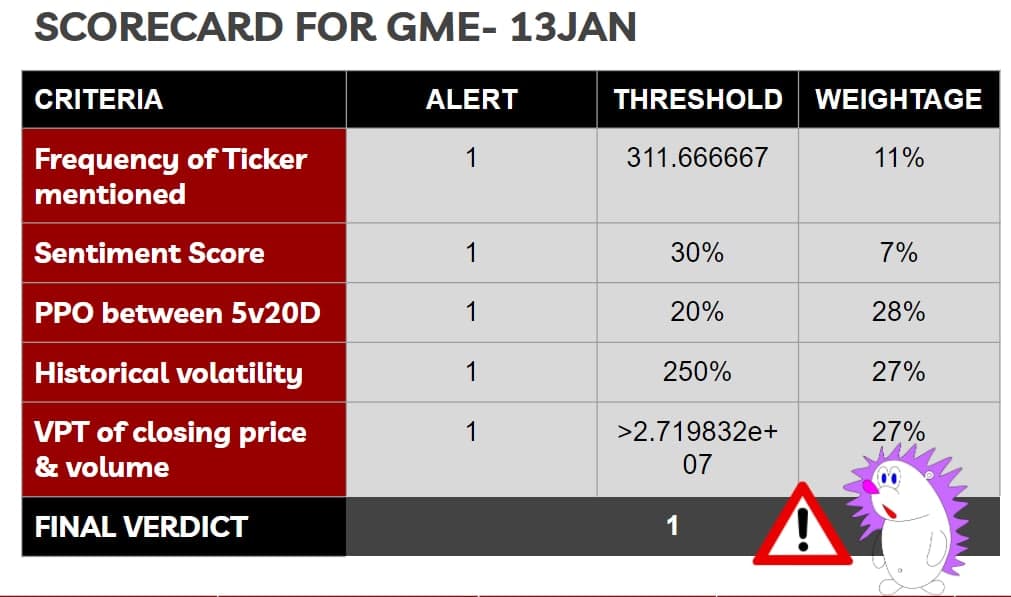 SCORECARD FOR GME- 13JAN
CRITERIA ALERT THRESHOLD WEIGHTAGE
Frequency of Ticker 1 311.666667 11%
mentioned
Sentiment Score 1 30% 7%
PPO between 5v20D 1 20% 28%
Historical volatility 1 250% 27%
VPT of closing price 1 >2.719832e+ 27%
& volume 07
FINAL VERDICT 1